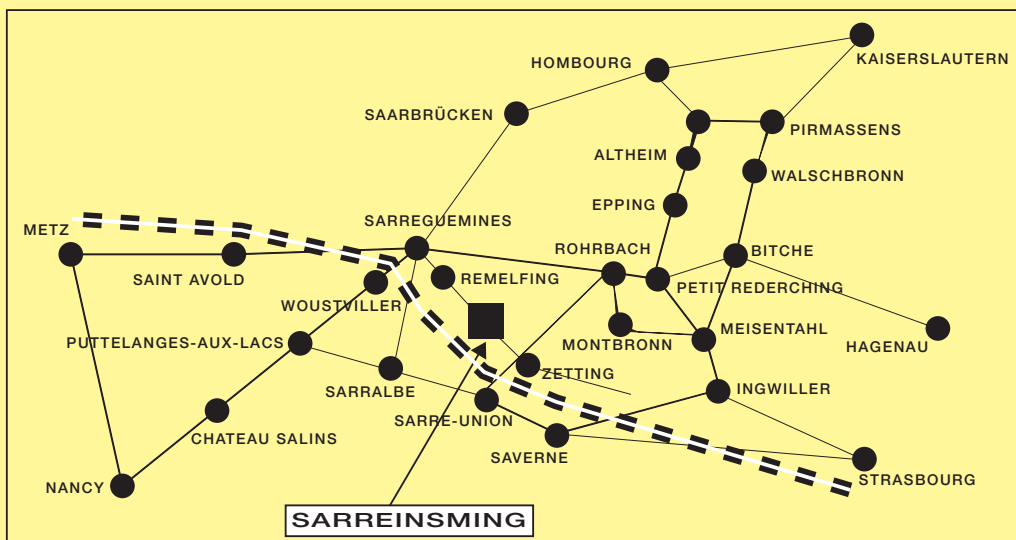 KAISERSLAUTERN
HOMBOURG
SAARBRÜCKEN
PIRMASSENS
ALTHEIM
WALSCHBRONN
EPPING
SARREGUEMINES
METZ
ROHRBACH
BITCHE
SAINT AVOLD
REMELFING
WOUSTVILLER
PETIT REDERCHING
MEISENTAHL
PUTTELANGES-AUX-LACS
MONTBRONN
HAGENAU
ZETTING
SARRALBE
INGWILLER
SARRE-UNION
CHATEAU SALINS
SAVERNE
STRASBOURG
NANCY
SARREINSMING